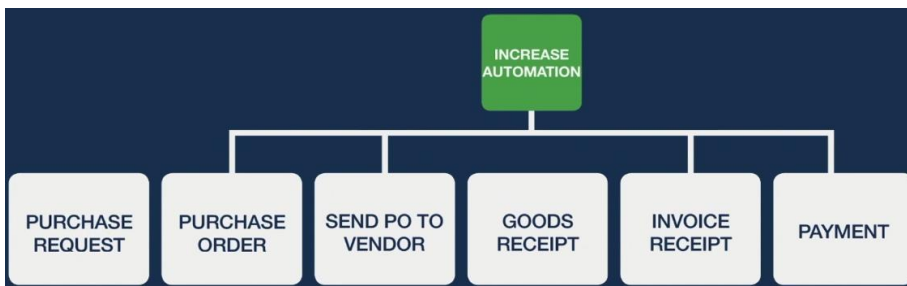 INCREASE
AUTOMATION
PURCHASE
REQUEST
PURCHASE
ORDER
SEND PO TO
VENDOR
GOODS
RECEIPT
INVOICE
RECEIPT
PAYMENT